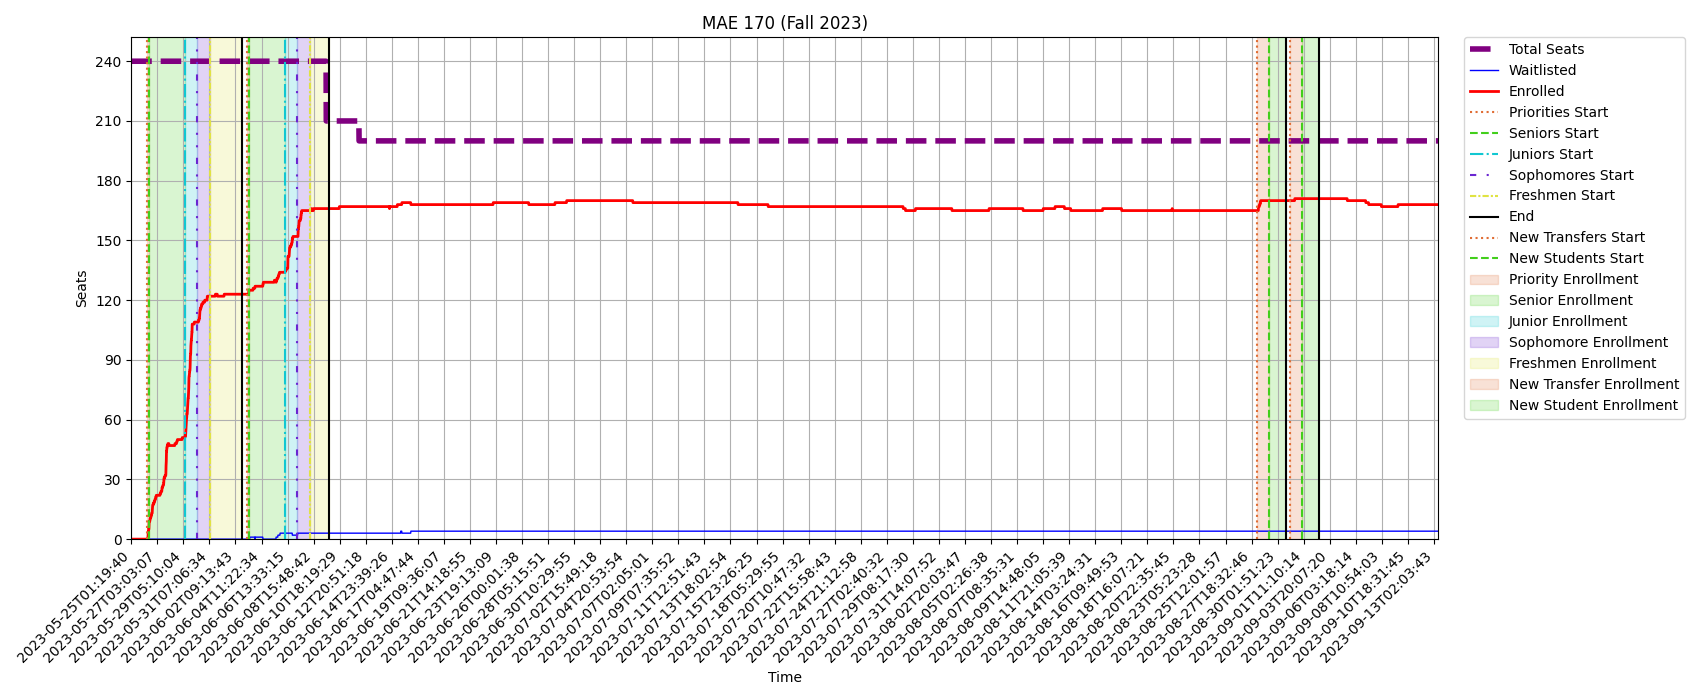 MAE 170 (Fall 2023)
Seats
240
210
180
150
120
90
60
30
0
2023-05-25T01:19:40
2023-05-27T03:03:07
2023-05-29T05:10:04
2023-05-31T07:06:34
2023-06-02T09:13:43
2023-06-04T11:22:34
2023-06-06T13:33:15
2023-06-08T15:48:42
2023-06-10T18:19:29
2023-06-12T20:51:18
2023-06-14T23:39:26
2023-06-17T04:47:44
2023-06-19T09:36:07
2023-06-21T14:18:55
2023-06-23T19:13:09
2023-06-26T00:01:38
2023-06-28T05:15:51
2023-06-30T10:29:55
2023-07-02T15:49:18
2023-07-04T20:53:54
2023-07-07T02:05:01
2023-07-09T07:35:52
2023-07-11T12:51:43
2023-07-13T18:02:54
2023-07-15T23:26:25
2023-07-18T05:29:55
2023-07-20T10:47:32
2023-07-22T15:58:43
2023-07-24T21:12:58
2023-07-27T02:40:32
2023-07-29T08:17:30
2023-07-31T14:07:52
2023-08-02T20:03:47
2023-08-05T02:26:38
2023-08-07T08:35:31
2023-08-09T14:48:05
2023-08-11T21:05:39
2023-08-14T03:24:31
2023-08-16T09:49:53
2023-08-18T16:07:21
2023-08-20T22:35:45
2023-08-23T05:23:28
2023-08-25T12:01:57
2023-08-27T18:32:46
2023-08-30T01:51:23
2023-09-01T11:10:14
2023-09-03T20:07:20
2023-09-06T03:18:14
2023-09-08T10:54:03
2023-09-10T18:31:45
2023-09-13T02:03:43
Time
Total Seats
Waitlisted
Enrolled
Priorities Start
Seniors Start
Juniors Start
Sophomores Start
Freshmen Start
End
New Transfers Start
New Students Start
Priority Enrollment
Senior Enrollment
Junior Enrollment
Sophomore Enrollment
Freshmen Enrollment
New Transfer Enrollment
New Student Enrollment